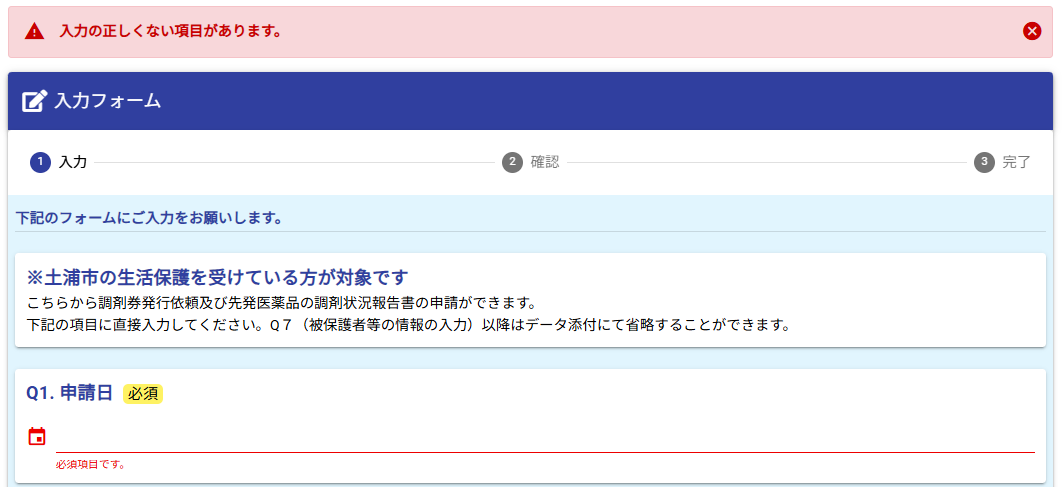 入力の正しくない項目があります。
入力フォーム
1 入力
2 確認
3 完了
下記のフォームにご入力をお願いします。
※土浦市の生活保護を受けている方が対象です
こちらから調剤券発行依頼及び先発医薬品の調剤状況報告書の申請ができます。
下記の項目に直接入力してください。Q７（被保護者等の情報の入力）以降はデータ添付にて省略することができます。
Q1. 申請日 必須
必須項目です。